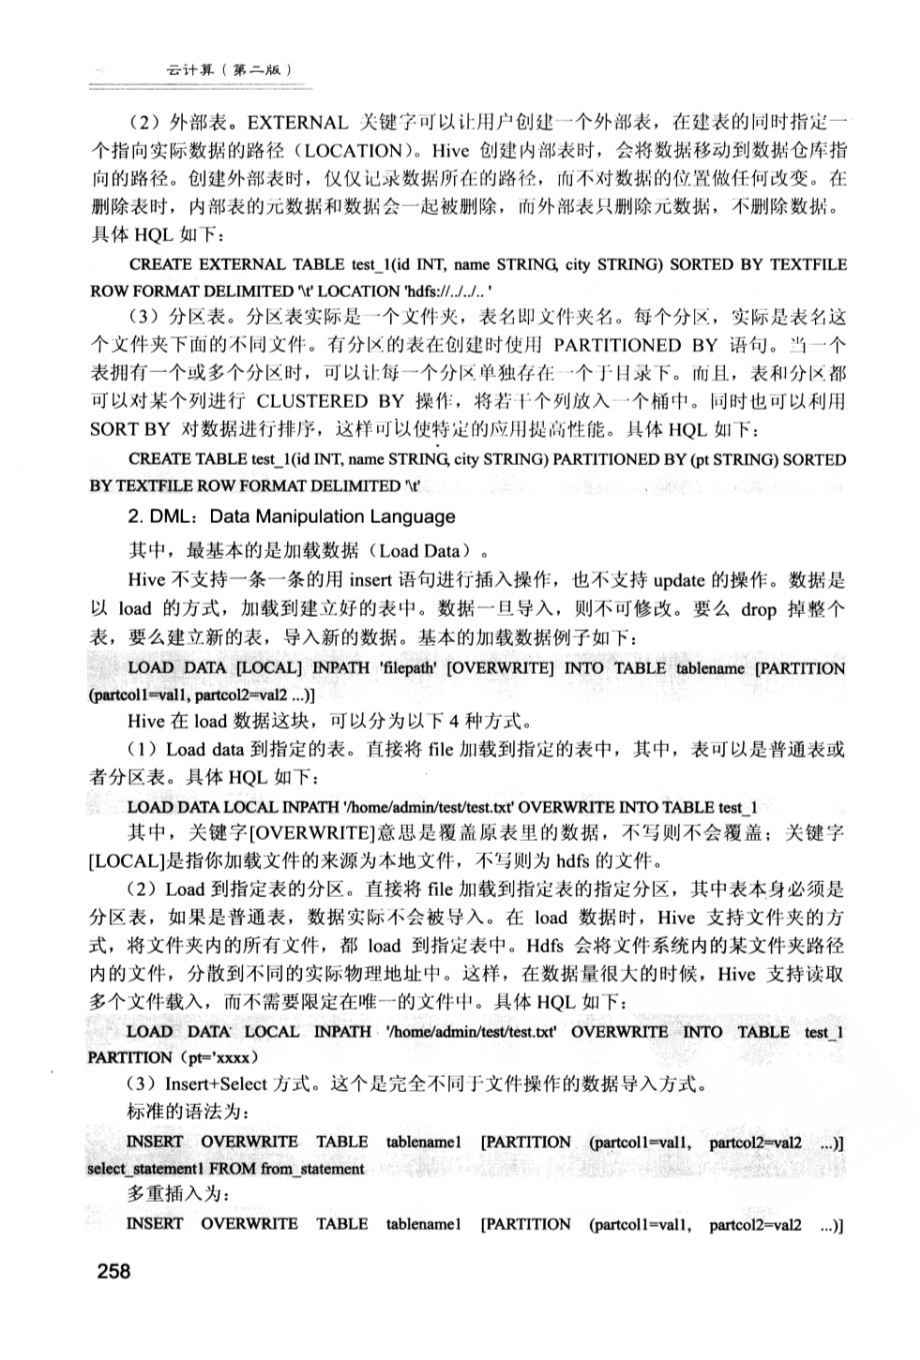 云计算（第二版）
（2）外部表。EXTERNAL 关键字可以让用户创建一个外部表，在建表的同时指定一
个指向实际数据的路径（LOCATION）。Hive 创建内部表时，会将数据移动到数据仓库指
向的路径。创建外部表时，仅仅记录数据所在的路径，而不对数据的位置做任何改变。在
删除表时，内部表的元数据和数据会一起被删除，而外部表只删除元数据，不删除数据。
具体 HQL 如下：
CREATE EXTERNAL TABLE test_1(id INT, name STRING, city STRING) SORTED BY TEXTFILE
ROW FORMAT DELIMITED '\t' LOCATION 'hdfs://../../.. '
（3）分区表。分区表实际是一个文件夹，表名即文件夹名。每个分区，实际是表名这
个文件夹下面的不同文件。有分区的表在创建时使用 PARTITIONED BY 语句。当一个
表拥有一个或多个分区时，可以让每一个分区单独存在一个于目录下。而且，表和分区都
可以对某个列进行 CLUSTERED BY 操作，将若干个列放入一个桶中。同时也可以利用
SORT BY 对数据进行排序，这样可以使特定的应用提高性能。具体 HQL 如下：
CREATE TABLE test_1(id INT, name STRING, city STRING) PARTITIONED BY (pt STRING) SORTED
BY TEXTFILE ROW FORMAT DELIMITED '\t'
2. DML：Data Manipulation Language
其中，最基本的是加载数据（Load Data）。
Hive 不支持一条一条的用 insert 语句进行插入操作，也不支持 update 的操作。数据是
以 load 的方式，加载到建立好的表中。数据一旦导入，则不可修改。要么 drop 掉整个
表，要么建立新的表，导入新的数据。基本的加载数据例子如下：
LOAD DATA [LOCAL] INPATH 'filepath' [OVERWRITE] INTO TABLE tablename [PARTITION
(partcol1=val1, partcol2=val2 ...)]
Hive 在 load 数据这块，可以分为以下 4 种方式。
（1）Load data 到指定的表。直接将 file 加载到指定的表中，其中，表可以是普通表或
者分区表。具体 HQL 如下：
LOAD DATA LOCAL INPATH '/home/admin/test/test.txt' OVERWRITE INTO TABLE test_1
其中，关键字[OVERWRITE]意思是覆盖原表里的数据，不写则不会覆盖；关键字
[LOCAL]是指你加载文件的来源为本地文件，不写则为 hdfs 的文件。
（2）Load 到指定表的分区。直接将 file 加载到指定表的指定分区，其中表本身必须是
分区表，如果是普通表，数据实际不会被导入。在 load 数据时，Hive 支持文件夹的方
式，将文件夹内的所有文件，都 load 到指定表中。Hdfs 会将文件系统内的某文件夹路径
内的文件，分散到不同的实际物理地址中。这样，在数据量很大的时候，Hive 支持读取
多个文件载入，而不需要限定在唯一的文件中。具体 HQL 如下：
LOAD DATA LOCAL INPATH '/home/admin/test/test.txt' OVERWRITE INTO TABLE test_1
PARTITION（pt='xxxx）
（3）Insert+Select 方式。这个是完全不同于文件操作的数据导入方式。
标准的语法为：
INSERT OVERWRITE TABLE tablename1 [PARTITION (partcol1=val1, partcol2=val2 ...)]
select_statement1 FROM from_statement
多重插入为：
INSERT OVERWRITE TABLE tablename1 [PARTITION (partcol1=val1, partcol2=val2 ...)]
258